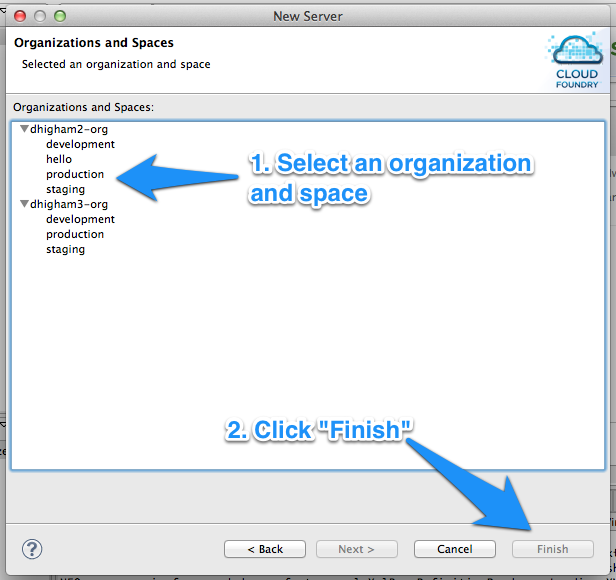 New Server
Organizations and Spaces
Selected an organization and space
CLOUD
FOUNDRY
Organizations and Spaces:
dhigham2-org
development
hello
production
staging
dhigham3-org
development
production
staging
1. Select an organization
and space
2. Click "Finish"
?
< Back
Next >
Cancel
Finish